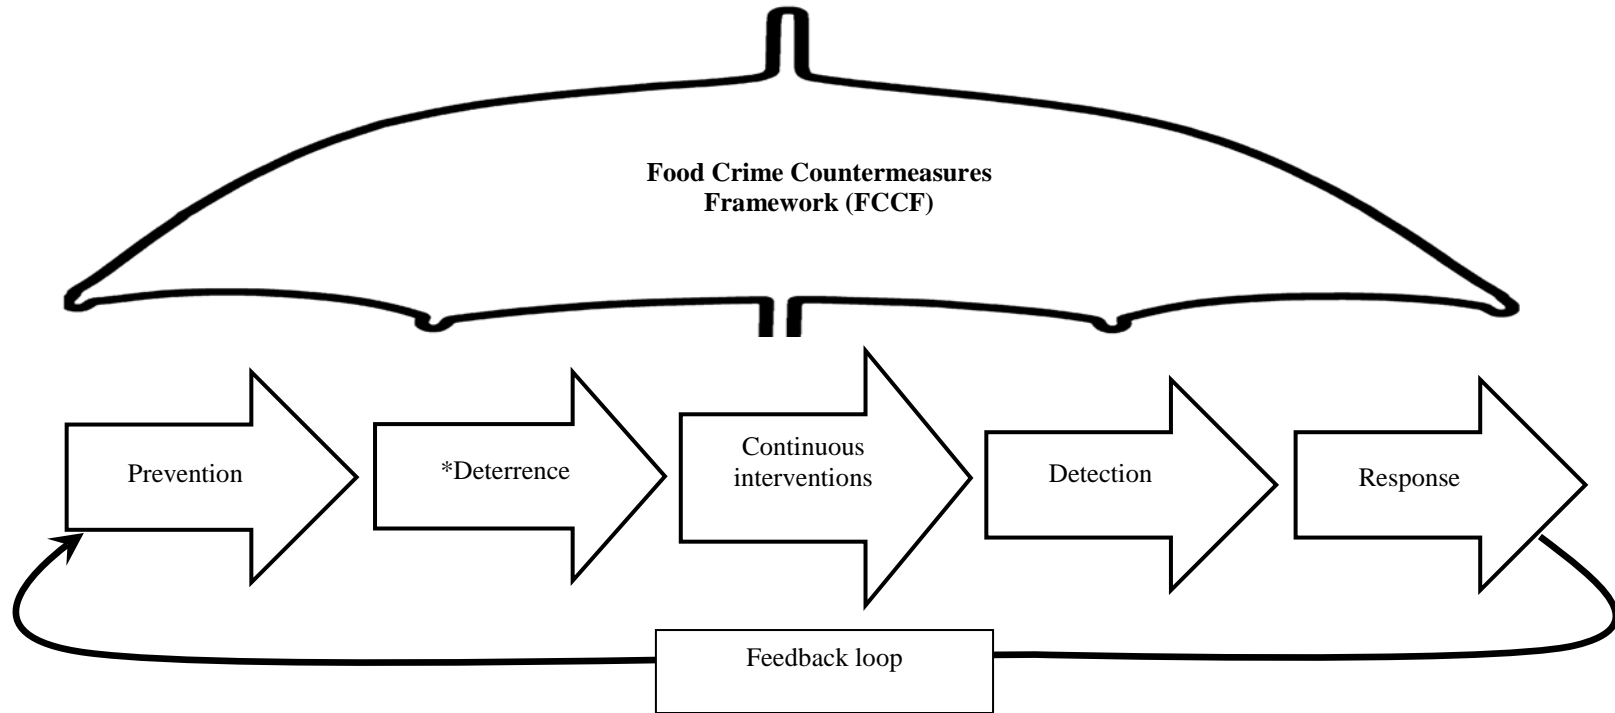 Food Crime Countermeasures
Framework (FCCF)
Prevention
*Deterrence
Continuous
interventions
Detection
Response
Feedback loop